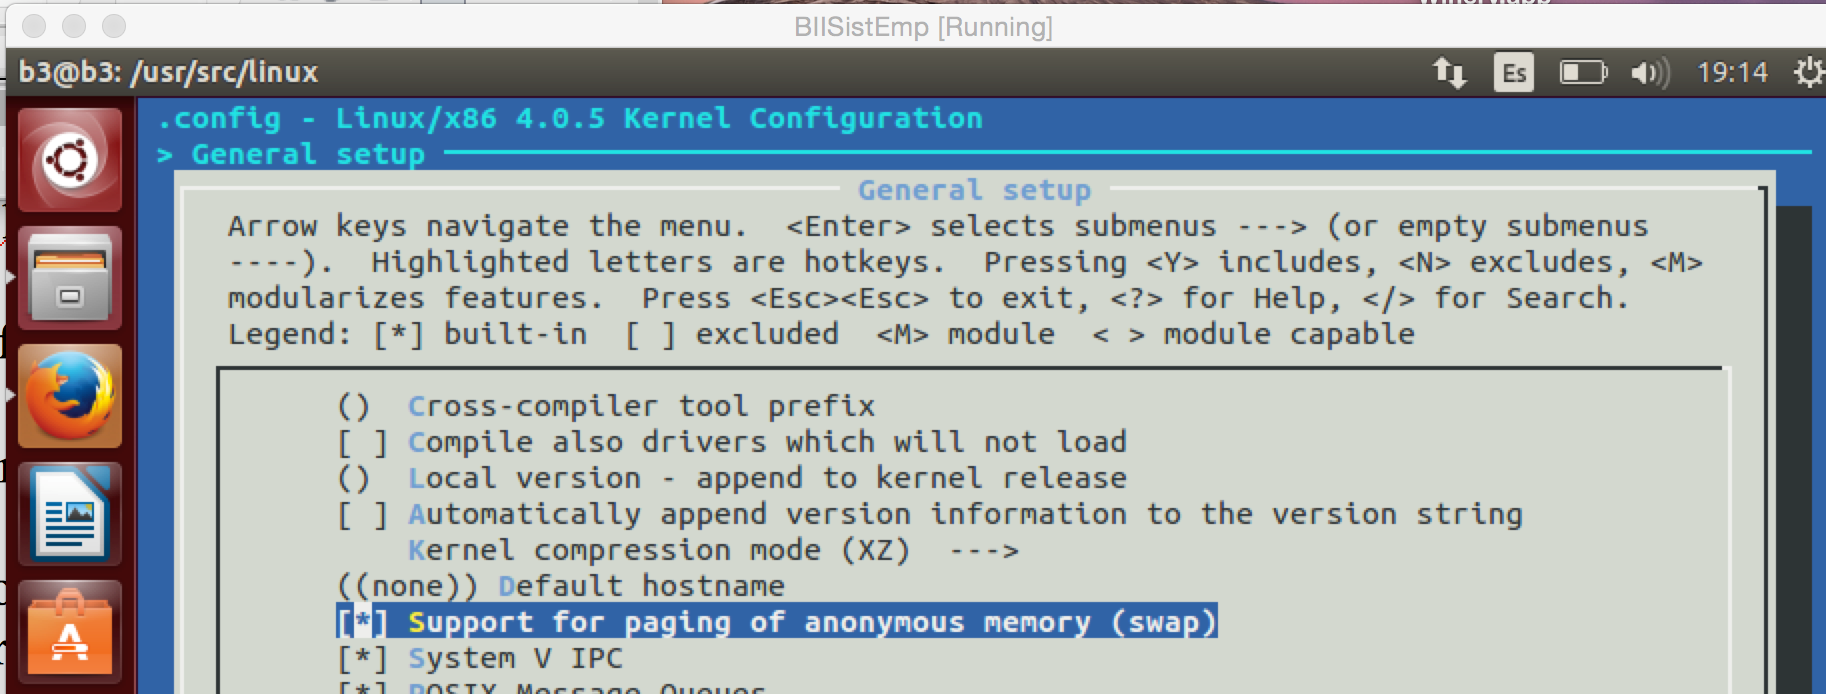 BIISistEmp [Running]
b3@b3: /usr/src/linux
Es
19:14
.config - Linux/x86 4.0.5 Kernel Configuration
> General setup
General setup
Arrow keys navigate the menu.  <Enter> selects submenus ---> (or empty submenus
----).  Highlighted letters are hotkeys.  Pressing <Y> includes, <N> excludes, <M>
modularizes features.  Press <Esc><Esc> to exit, <?> for Help, </> for Search.
Legend: [*] built-in  [ ] excluded  <M> module  < > module capable
()  Cross-compiler tool prefix
[ ] Compile also drivers which will not load
()  Local version - append to kernel release
[ ] Automatically append version information to the version string
Kernel compression mode (XZ)  --->
((none)) Default hostname
[*] Support for paging of anonymous memory (swap)
[*] System V IPC
[*] POSIX Message Queues